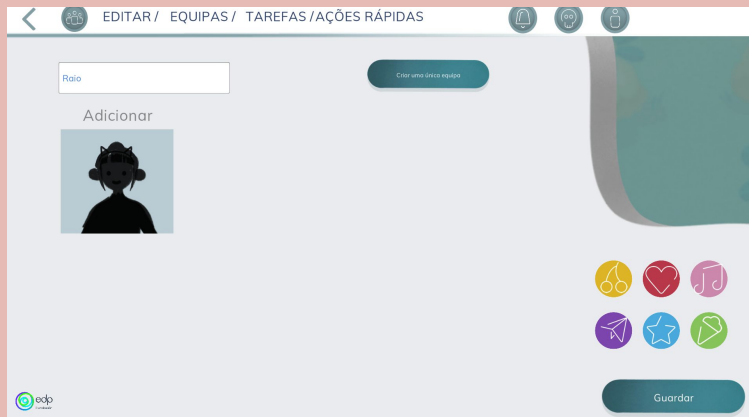 EDITAR / EQUIPAS / TAREFAS /AÇÕES RÁPIDAS
Raio
Criar uma única equipa
Adicionar
edp
Guardar